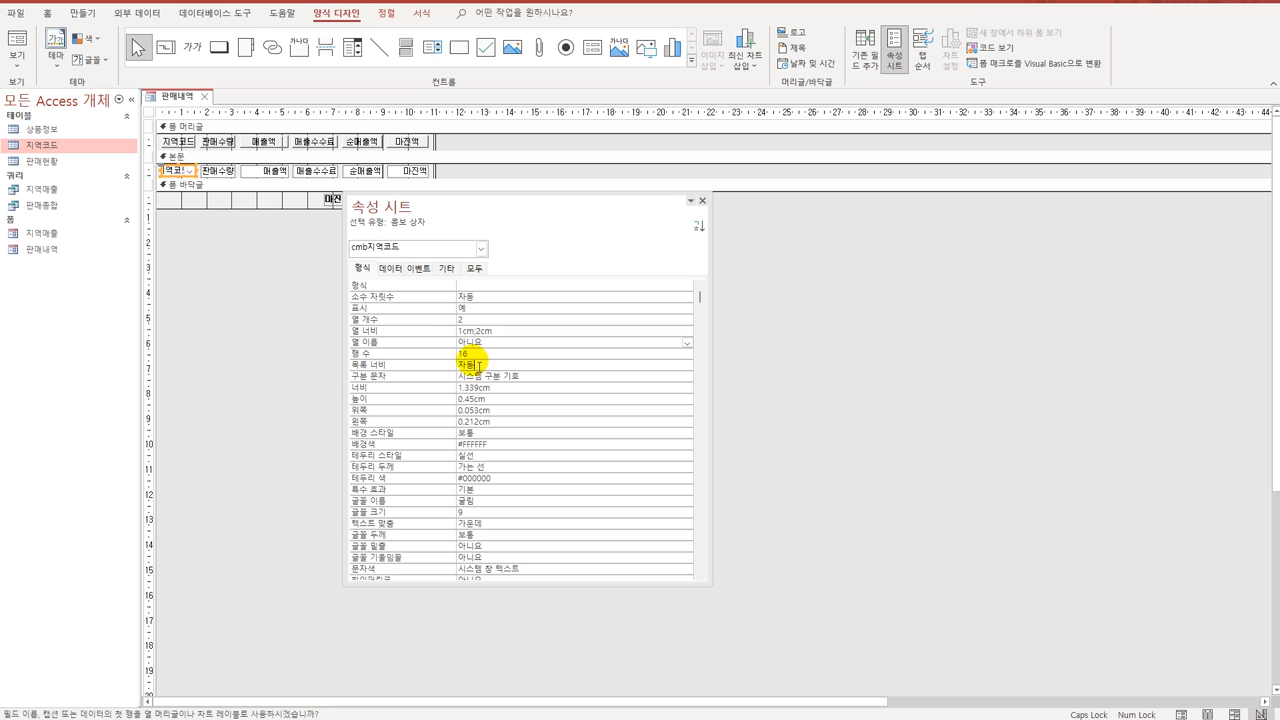 파일 홈 만들기 외부 데이터 데이터베이스 도구 도움말 양식 디자인 정렬 서식 어떤 작업을 원하시나요?
보기
보기
테마
색
글꼴
테마
가가
컨트롤
이미지 삽입
최신 차트 삽입
로고
제목
날짜 및 시간
머리글/바닥글
기존 필드 추가
속성 시트
탭 순서
차트 설정
새 창에서 하위 폼 보기
코드 보기
폼 매크로를 Visual Basic으로 변환
도구
모든 Access 개체
테이블
상품정보
지역코드
판매현황
쿼리
지역매출
판매종합
폼
지역매출
판매내역
판매내역
폼 머리글
지역코드 판매수량 매출액 매출수수료 순매출액 마진액
본문
판매수량 매출액 매출수수료 순매출액 마진액
폼 바닥글
속성 시트
선택 유형: 콤보 상자
cmb지역코드
형식 데이터 이벤트 기타 모두
형식
소수 자릿수 자동
표시 예
열 개수 2
열 너비 1cm;2cm
열 이름 아니요
행 수 16
목록 너비 자동
구분 문자 시스템 구분 기호
너비 1.339cm
높이 0.45cm
위쪽 0.053cm
왼쪽 0.212cm
배경 스타일 보통
배경색 #FFFFFF
테두리 스타일 실선
테두리 두께 가는 선
테두리 색 #000000
특수 효과 기본
글꼴 이름 굴림
글꼴 크기 9
텍스트 맞춤 가운데
글꼴 두께 보통
글꼴 밑줄 아니요
글꼴 기울임꼴 아니요
문자색 시스템 창 텍스트
필드 이름, 캡션 또는 데이터의 첫 행을 열 머리글이나 차트 레이블로 사용하시겠습니까?
Caps Lock Num Lock